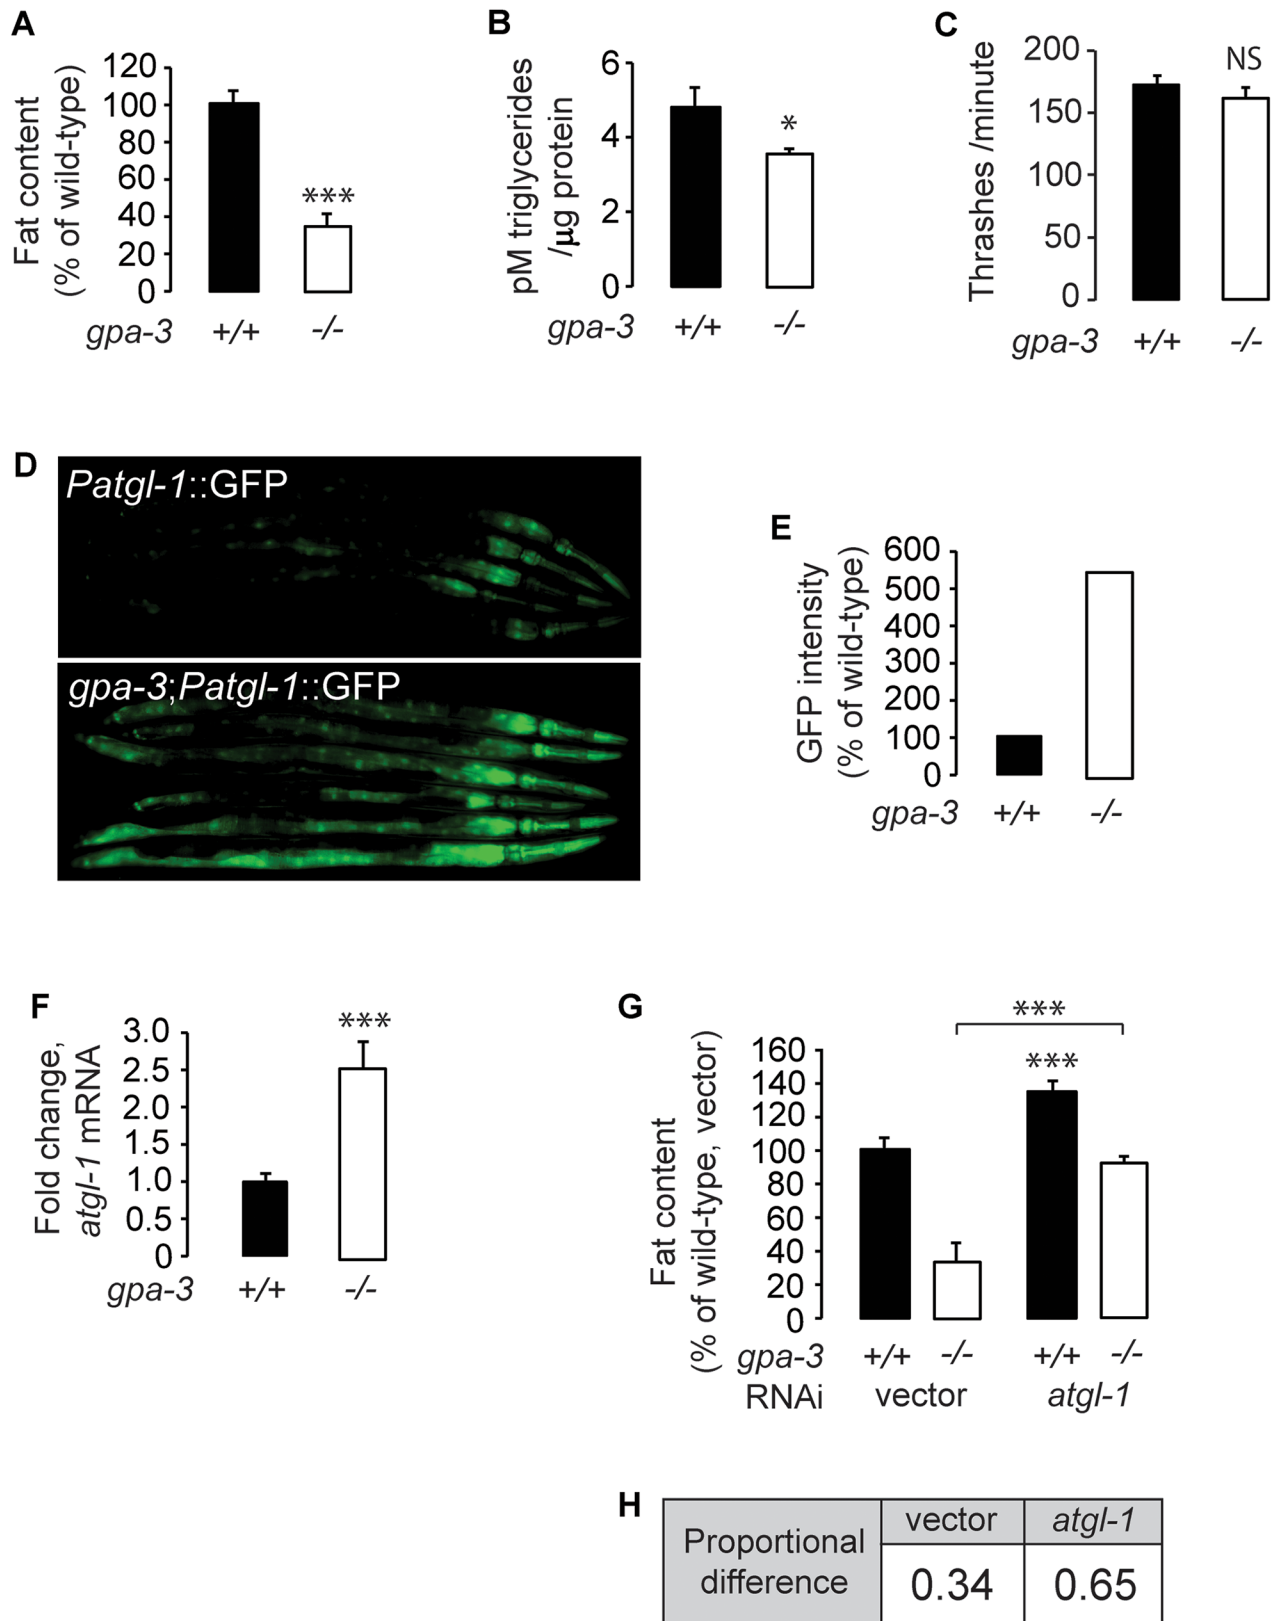 A
Fat content
(% of wild-type)
120
100
80
60
40
20
0
***
gpa-3 +/+ -/-
B
pM triglycerides
/μg protein
6
4
2
0
*
gpa-3 +/+ -/-
C
Thrashes /minute
200
150
100
50
0
NS
gpa-3 +/+ -/-
D
Patgl-1::GFP
gpa-3;Patgl-1::GFP
E
GFP intensity
(% of wild-type)
600
500
400
300
200
100
0
gpa-3 +/+ -/-
F
Fold change,
atgl-1 mRNA
3.0
2.5
2.0
1.5
1.0
0.5
0
***
gpa-3 +/+ -/-
G
Fat content
(% of wild-type, vector)
160
140
120
100
80
60
40
20
0
***
***
gpa-3 +/+ -/- +/+ -/-
RNAi vector atgl-1
H
Proportional
difference
vector atgl-1
0.34 0.65